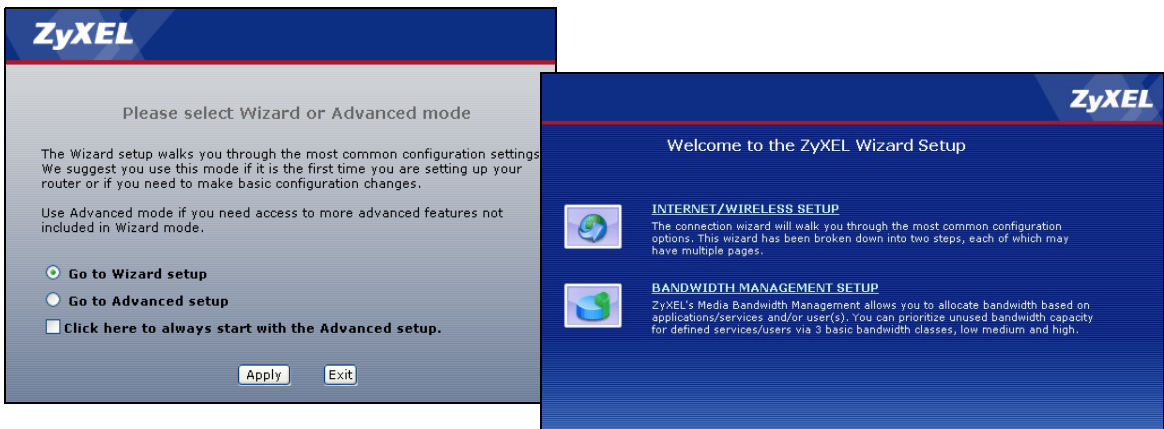 ZyXEL
Please select Wizard or Advanced mode
The Wizard setup walks you through the most common configuration settings
We suggest you use this mode if it is the first time you are setting up your
router or if you need to make basic configuration changes.
Use Advanced mode if you need access to more advanced features not
included in Wizard mode.
Go to Wizard setup
Go to Advanced setup
Click here to always start with the Advanced setup.
Apply Exit
ZyXEL
Welcome to the ZyXEL Wizard Setup
INTERNET/WIRELESS SETUP
The connection wizard will walk you through the most common configuration
options. This wizard has been broken down into two steps, each of which may
have multiple pages.
BANDWIDTH MANAGEMENT SETUP
ZyXEL's Media Bandwidth Management allows you to allocate bandwidth based on
applications/services and/or user(s). You can prioritize unused bandwidth capacity
for defined services/users via 3 basic bandwidth classes, low medium and high.